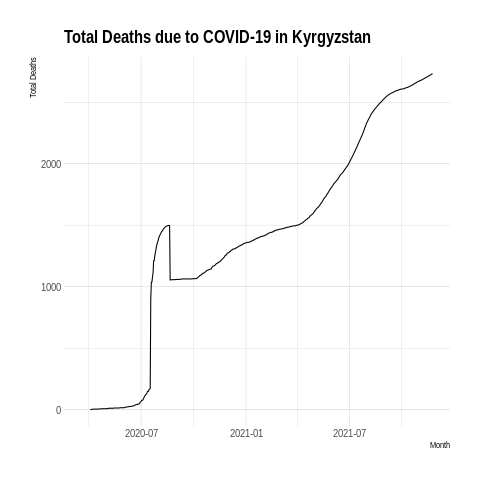 Total Deaths due to COVID-19 in Kyrgyzstan
Total Deaths
2000
1000
0
2020-07
2021-01
2021-07
Month